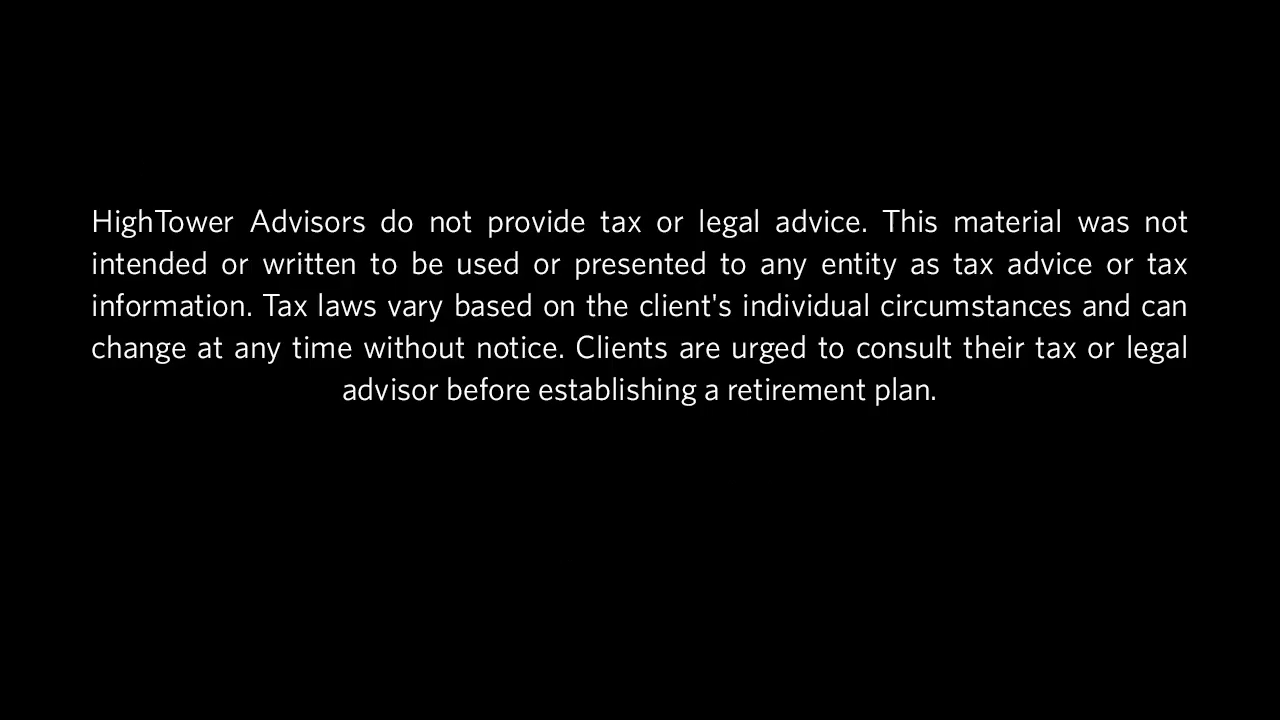 HighTower Advisors do not provide tax or legal advice. This material was not
intended or written to be used or presented to any entity as tax advice or tax
information. Tax laws vary based on the client's individual circumstances and can
change at any time without notice. Clients are urged to consult their tax or legal
advisor before establishing a retirement plan.